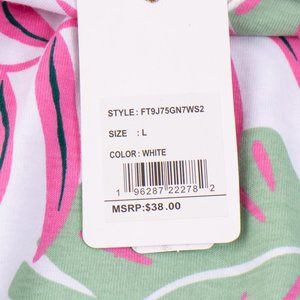 STYLE : FT9J75GN7WS2
SIZE : L
COLOR : WHITE
1 96287 22278 2
MSRP:$38.00